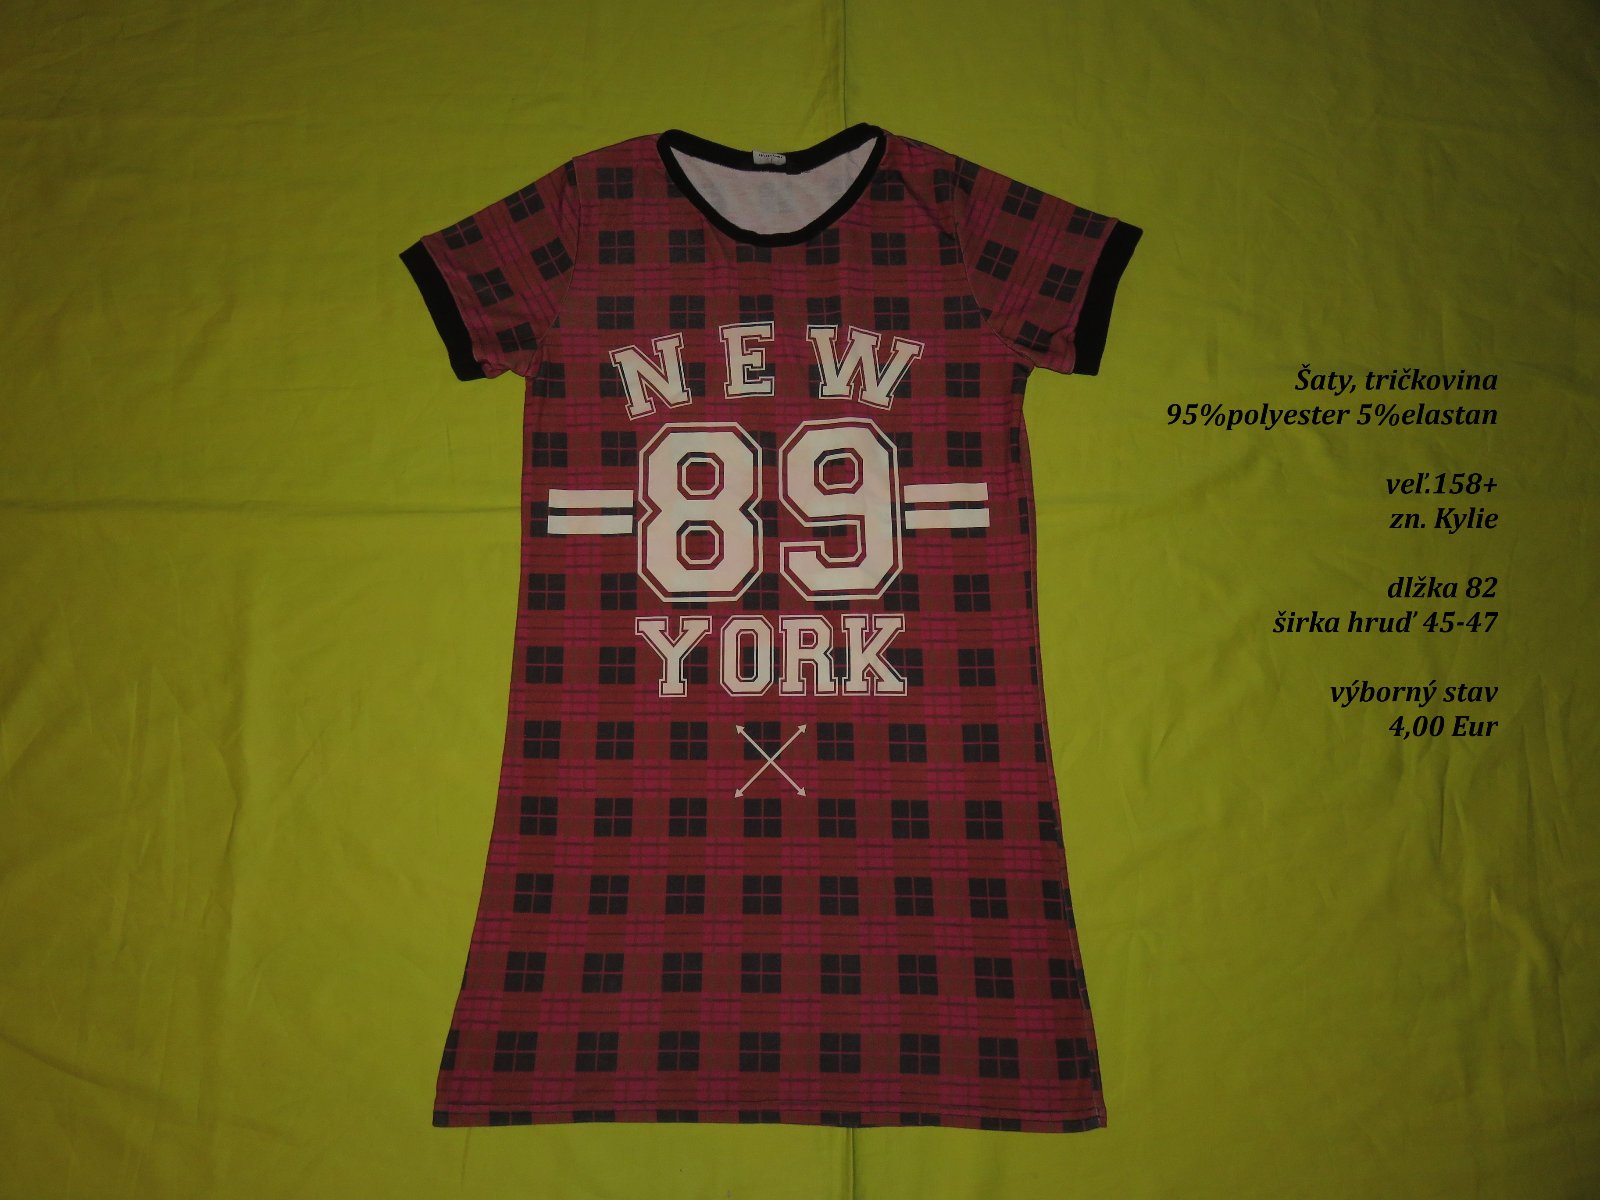 NEW
89
YORK
Šaty, tričkovina
95%polyester 5%elastan
veľ.158+
zn. Kylie
dlžka 82
širka hruď 45-47
výborný stav
4,00 Eur